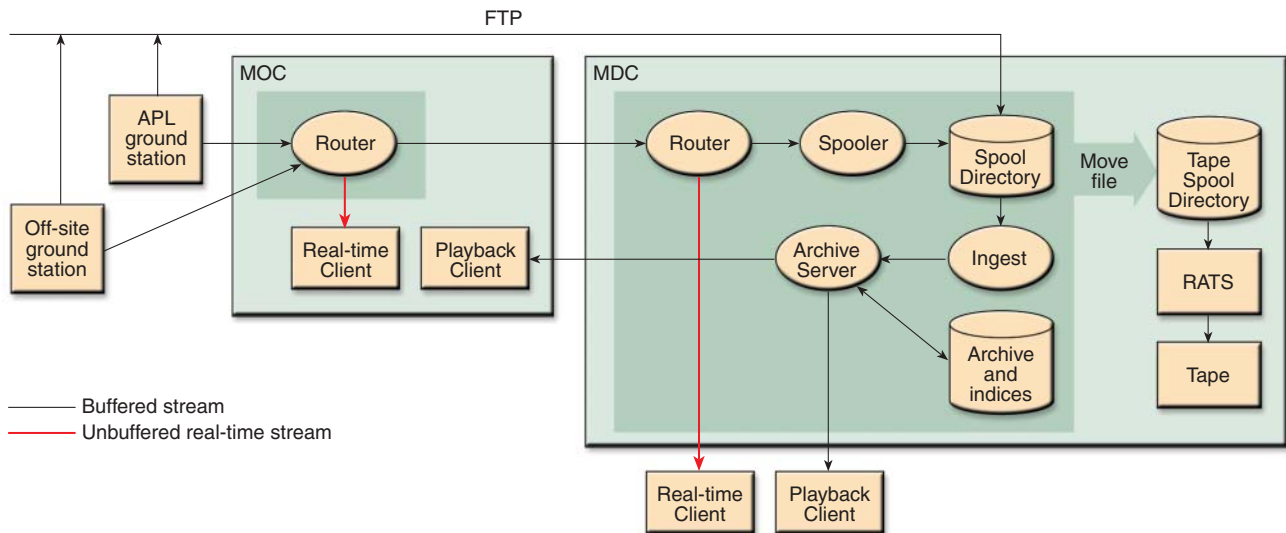 FTP
MOC
MDC
APL
ground
station
Router
Router
Spooler
Spool
Directory
Move
file
Tape
Spool
Directory
Off-site
ground
station
Real-time
Client
Playback
Client
Archive
Server
Ingest
RATS
Archive
and
indices
Tape
Buffered stream
Unbuffered real-time stream
Real-time
Client
Playback
Client